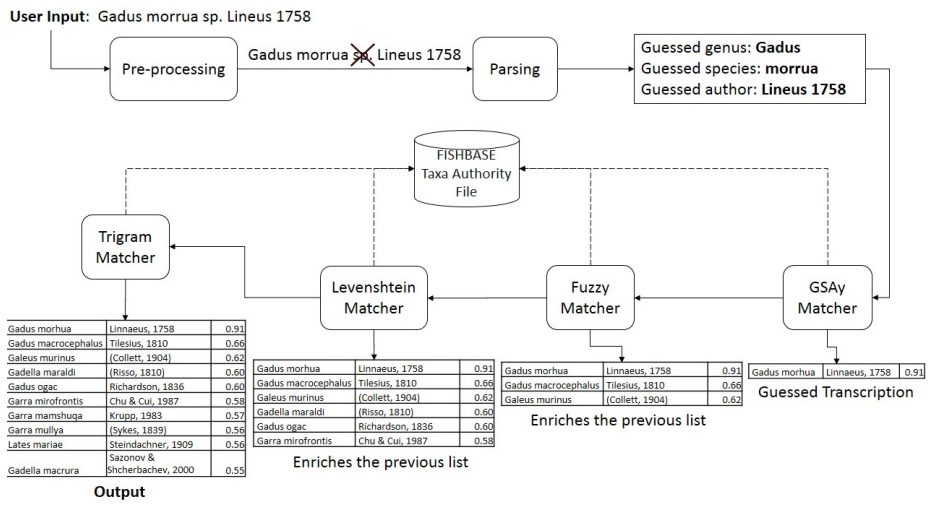 User Input: Gadus morrua sp. Lineus 1758
Pre-processing
Gadus morrua sp. Lineus 1758
Parsing
Guessed genus: Gadus
Guessed species: morrua
Guessed author: Lineus 1758
FISHBASE
Taxa Authority
File
Trigram
Matcher
Levenshtein
Matcher
Fuzzy
Matcher
GSAy
Matcher
Gadus morhua Linnaeus, 1758 0.91
Gadus macrocephalus Tilesius, 1810 0.66
Galeus murinus (Collett, 1904) 0.62
Gadella maraldi (Risso, 1810) 0.60
Gadus ogac Richardson, 1836 0.60
Garra mirofrontis Chu & Cui, 1987 0.58
Garra mamshuqa Krupp, 1983 0.57
Garra mullya (Sykes, 1839) 0.56
Lates mariae Steindachner, 1909 0.56
Gadella macrura Sazonov & Shcherbachev, 2000 0.55
Output
Gadus morhua Linnaeus, 1758 0.91
Gadus macrocephalus Tilesius, 1810 0.66
Galeus murinus (Collett, 1904) 0.62
Gadella maraldi (Risso, 1810) 0.60
Gadus ogac Richardson, 1836 0.60
Garra mirofrontis Chu & Cui, 1987 0.58
Enriches the previous list
Gadus morhua Linnaeus, 1758 0.91
Gadus macrocephalus Tilesius, 1810 0.66
Galeus murinus (Collett, 1904) 0.62
Enriches the previous list
Gadus morhua Linnaeus, 1758 0.91
Guessed Transcription